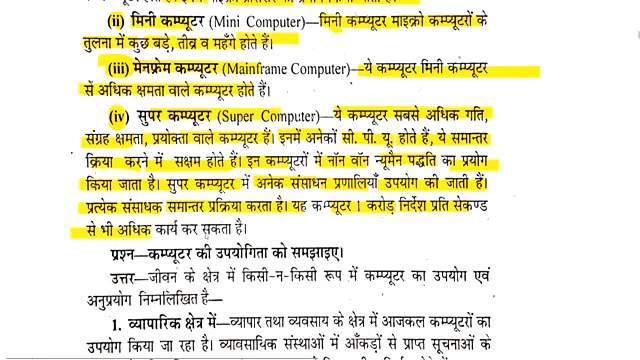 (ii) मिनी कम्प्यूटर (Mini Computer)—मिनी कम्प्यूटर माइक्रो कम्प्यूटरों के
तुलना में कुछ बड़े, तीव्र व महँगे होते हैं।
(iii) मेनफ्रेम कम्प्यूटर (Mainframe Computer)—ये कम्प्यूटर मिनी कम्प्यूटर
से अधिक क्षमता वाले कम्प्यूटर होते हैं।
(iv) सुपर कम्प्यूटर (Super Computer)—ये कम्प्यूटर सबसे अधिक गति,
संग्रह क्षमता, प्रयोक्ता वाले कम्प्यूटर हैं। इनमें अनेकों सी. पी. यू. होते हैं, ये समान्तर
क्रिया करने में सक्षम होते हैं। इन कम्प्यूटरों में नॉन वॉन न्यूमैन पद्धति का प्रयोग
किया जाता है। सुपर कम्प्यूटर में अनेक संसाधन प्रणालियाँ उपयोग की जाती हैं।
प्रत्येक संसाधक समान्तर प्रक्रिया करता है। यह कम्प्यूटर 1 करोड़ निर्देश प्रति सेकण्ड
से भी अधिक कार्य कर सकता है।
प्रश्न—कम्प्यूटर की उपयोगिता को समझाइए।
उत्तर—जीवन के क्षेत्र में किसी-न-किसी रूप में कम्प्यूटर का उपयोग एवं
अनुप्रयोग निम्नलिखित है—
1. व्यापारिक क्षेत्र में—व्यापार तथा व्यवसाय के क्षेत्र में आजकल कम्प्यूटरों का
उपयोग किया जा रहा है। व्यावसायिक संस्थाओं में आँकड़ों से प्राप्त सूचनाओं के